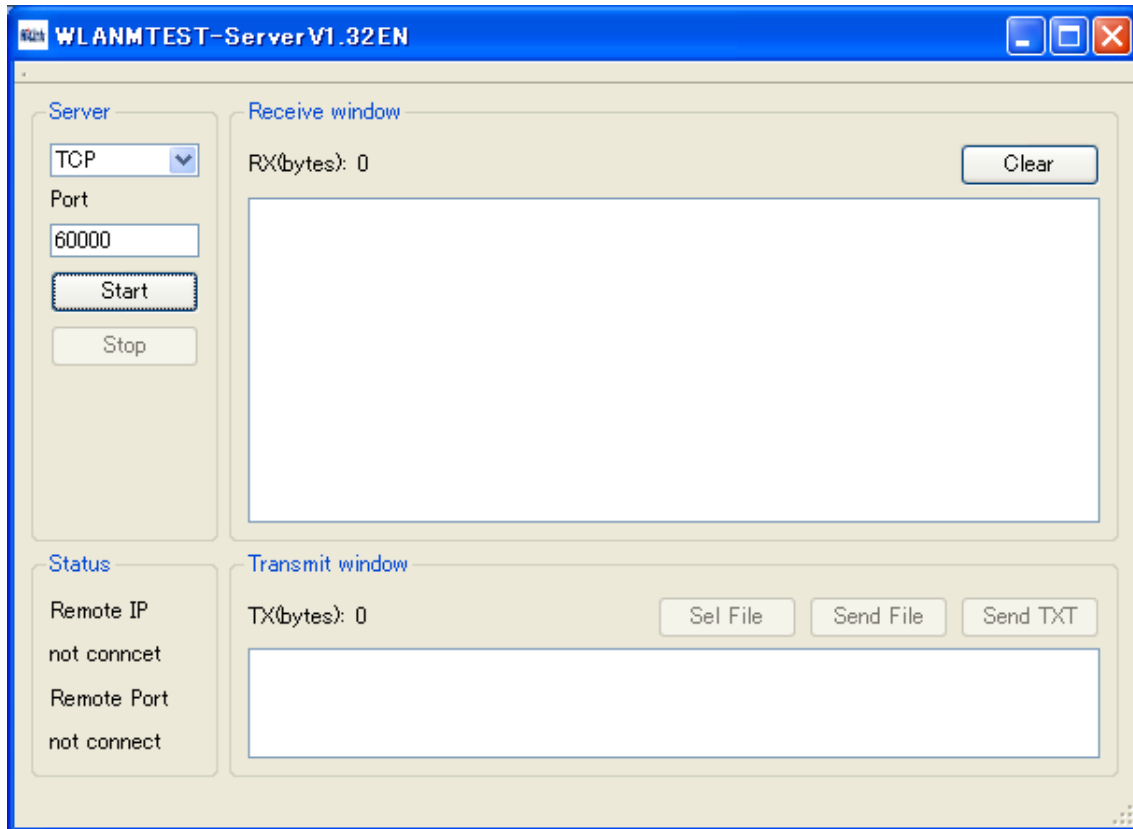 WLANMTEST-ServerV1.32EN
Server
TCP
Port
60000
Start
Stop
Receive window
RX(bytes): 0
Clear
Status
Remote IP
not conncet
Remote Port
not connect
Transmit window
TX(bytes): 0
Sel File
Send File
Send TXT